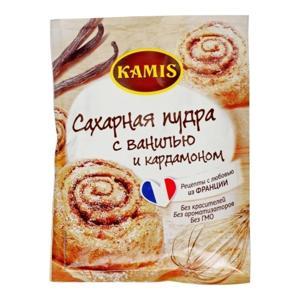 KAMIS
Сахарная пудра
с ванилью
и кардамоном
Рецепты с любовью
из ФРАНЦИИ
Без красителей
Без ароматизаторов
Без ГМО